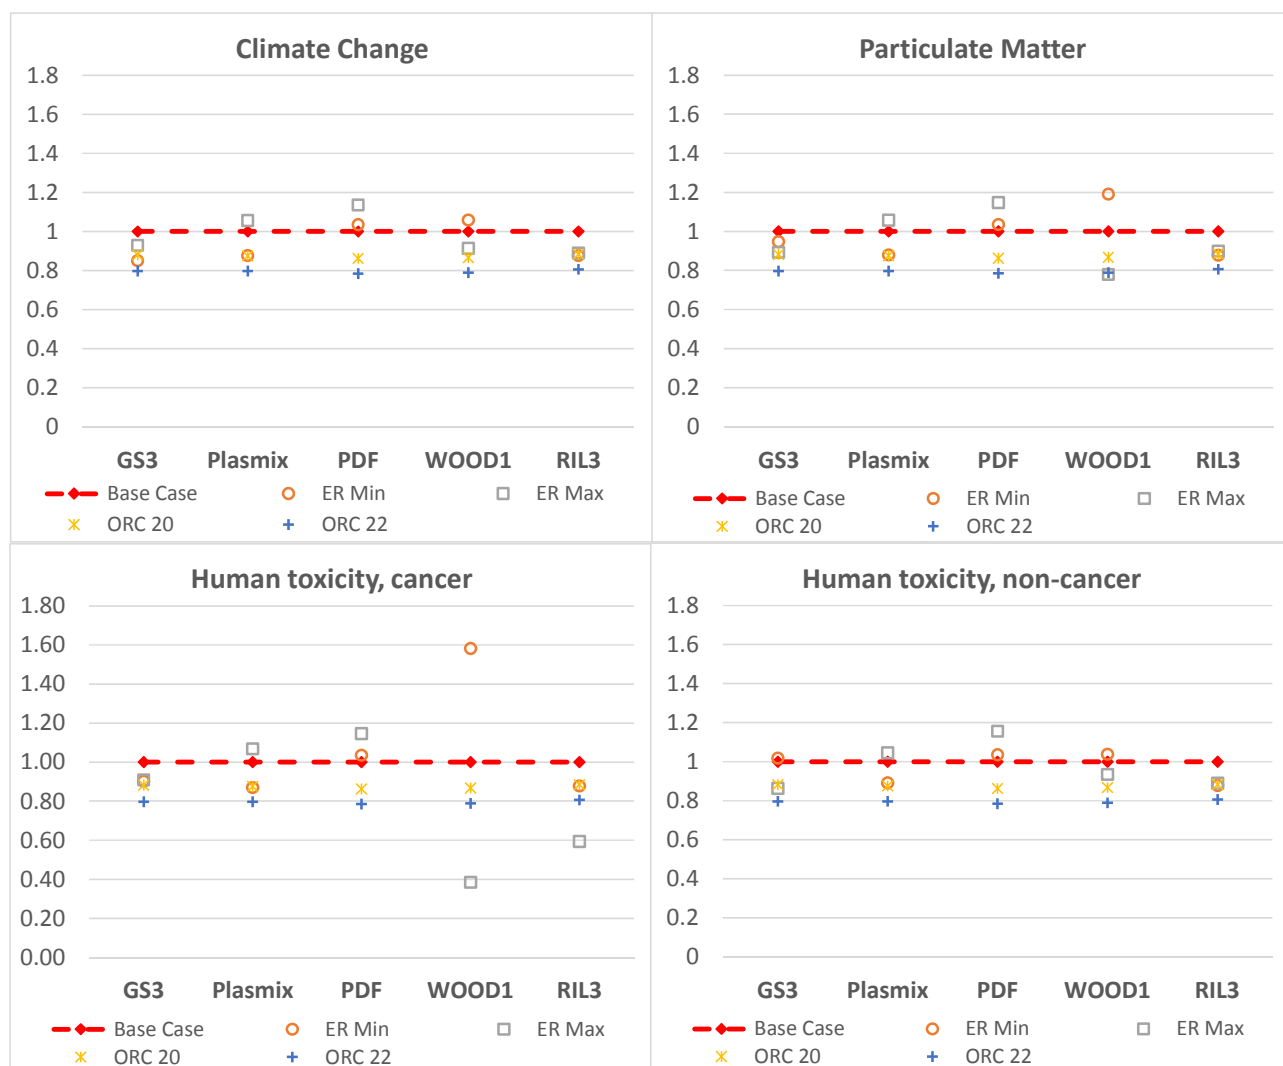 Climate Change
1.8
1.6
1.4
1.2
1
0.8
0.6
0.4
0.2
0
GS3 Plasmix PDF WOOD1 RIL3
Base Case ER Min ER Max
ORC 20 ORC 22
Particulate Matter
1.8
1.6
1.4
1.2
1
0.8
0.6
0.4
0.2
0
GS3 Plasmix PDF WOOD1 RIL3
Base Case ER Min ER Max
ORC 20 ORC 22
Human toxicity, cancer
1.80
1.60
1.40
1.20
1.00
0.80
0.60
0.40
0.20
0.00
GS3 Plasmix PDF WOOD1 RIL3
Base Case ER Min ER Max
ORC 20 ORC 22
Human toxicity, non-cancer
1.8
1.6
1.4
1.2
1
0.8
0.6
0.4
0.2
0
GS3 Plasmix PDF WOOD1 RIL3
Base Case ER Min ER Max
ORC 20 ORC 22